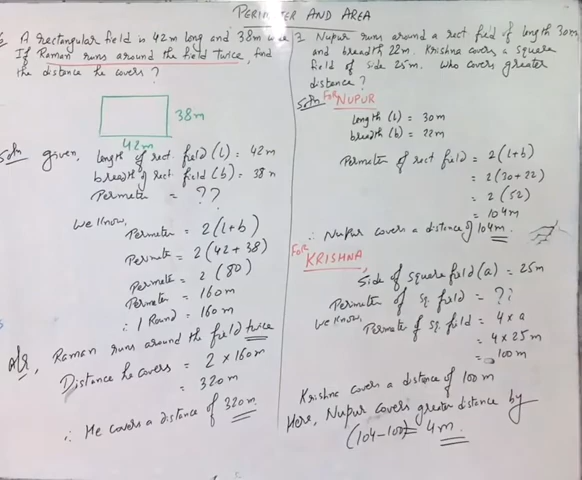 PERIMETER AND AREA
A rectangular field is 42m long and 38m wide
If Raman runs around the field twice, find
the distance he covers?
38m
42m
Soln given, length of rect. field (l) = 42m
breadth of rect. field (b) = 38m
Perimeter = ??
We know,
Perimeter = 2(l+b)
Perimeter = 2(42+38)
Perimeter = 2(80)
Perimeter = 160m
∴ 1 Round = 160m
Raman runs around the field twice
Distance he covers = 2×160m
= 320m
∴ He covers a distance of 320m
Nupur runs around a rect field of length 30m,
and breadth 22m. Krishna covers a square
field of side 25m. Who covers greater
distance?
Soln
For NUPUR
length (l) = 30m
breadth (b) = 22m
Perimeter of rect field = 2(l+b)
= 2(30+22)
= 2(52)
= 104m
∴ Nupur covers a distance of 104m
For KRISHNA
Side of square field (a) = 25m
Perimeter of sq. field = ??
We know,
Perimeter of sq. field = 4×a
= 4×25m
= 100m
Krishna covers a distance of 100m
Here, Nupur covers greater distance by
(104-100) = 4m